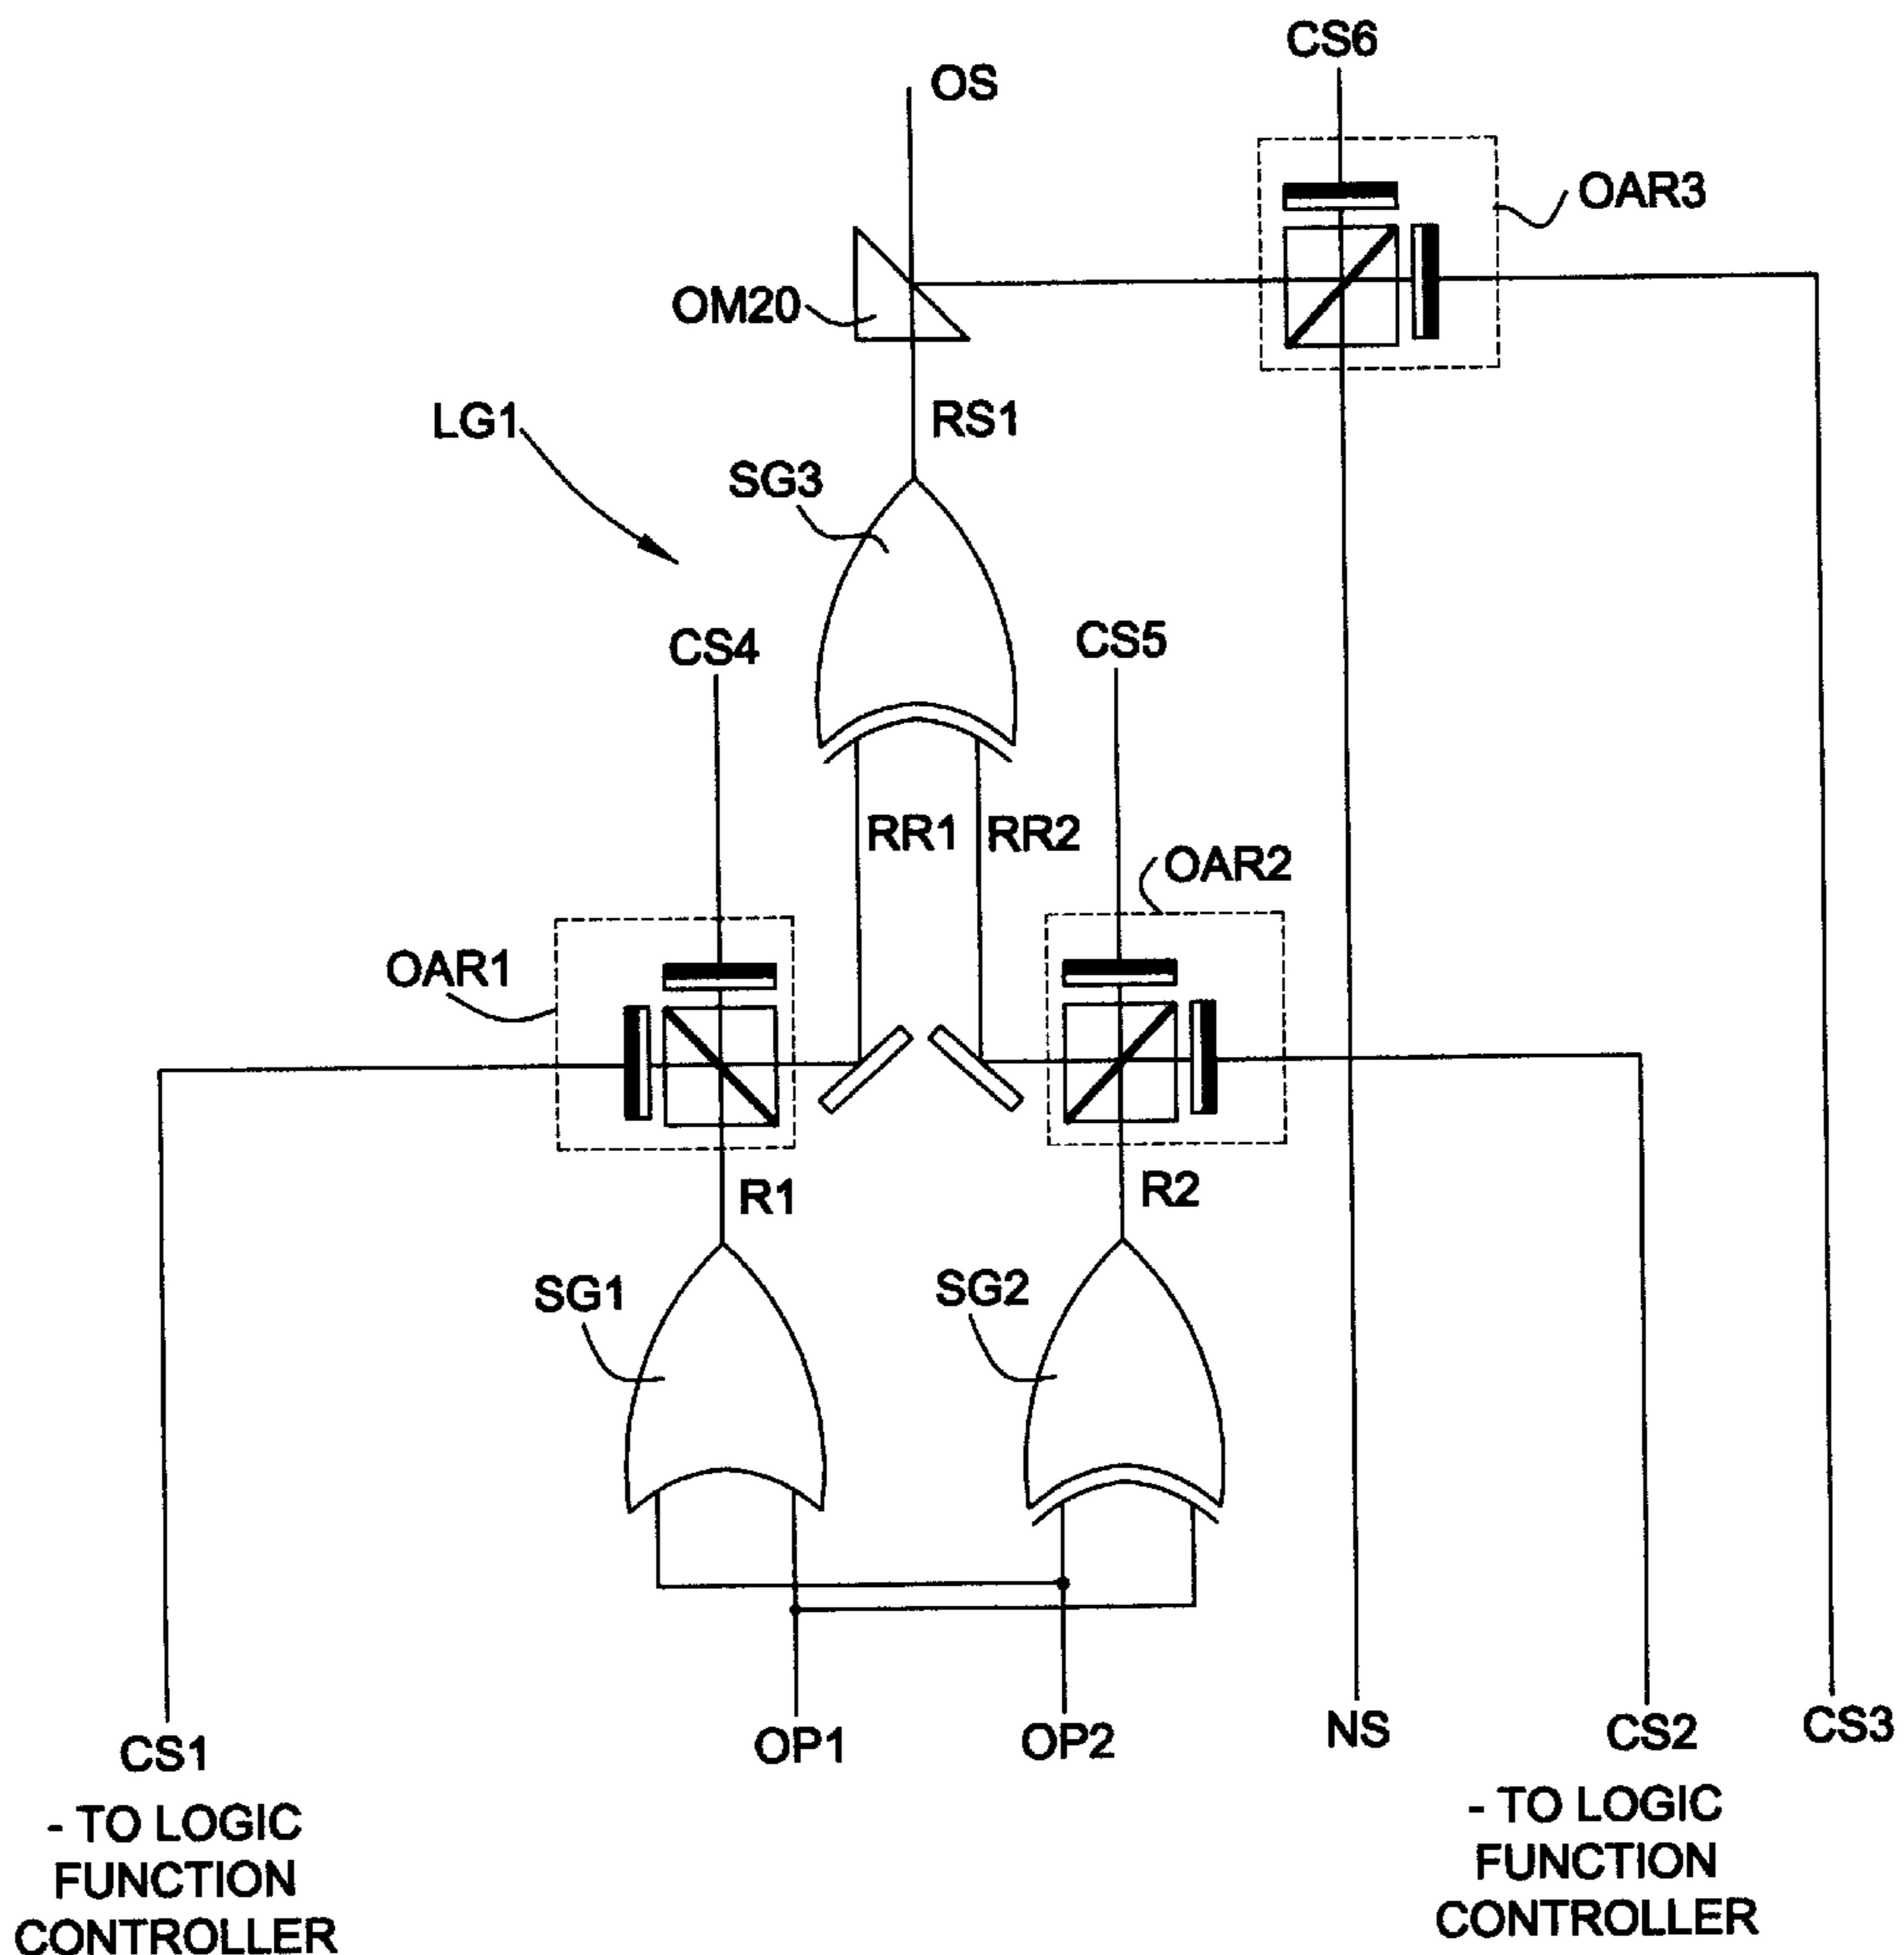 CS6
OS
OAR3
OM20
LG1
RS1
SG3
CS4
CS5
RR1
RR2
OAR2
OAR1
R1
R2
SG1
SG2
OP1
OP2
NS
CS2
CS3
CS1
- TO LOGIC
FUNCTION
CONTROLLER
- TO LOGIC
FUNCTION
CONTROLLER